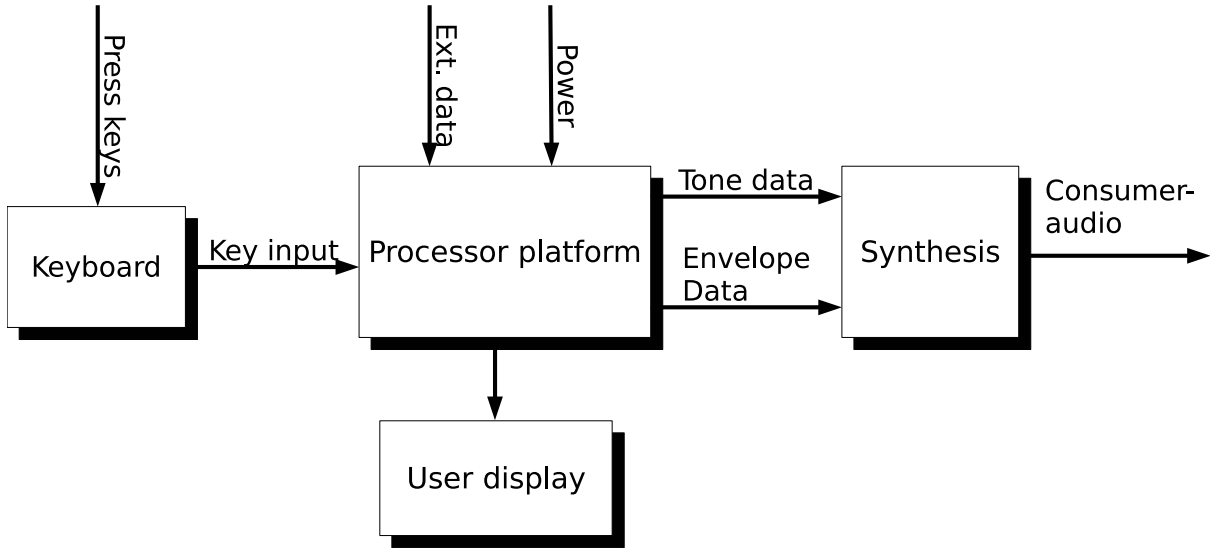 Press keys
Ext. data
Power
Keyboard
Key input
Processor platform
Tone data
Envelope
Data
Synthesis
Consumer-
audio
User display